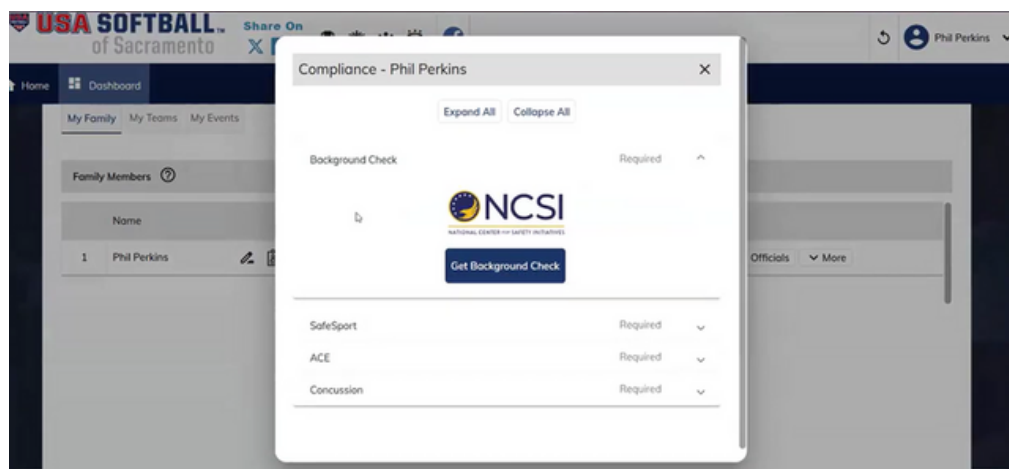 USA SOFTBALL
of Sacramento
Share On
Phil Perkins
Home
Dashboard
My Family My Teams My Events
Family Members
Name
1 Phil Perkins
Officials More
Compliance - Phil Perkins
Expand All Collapse All
Background Check Required
NCSI
NATIONAL CENTER FOR SAFETY INITIATIVES
Get Background Check
SafeSport Required
ACE Required
Concussion Required